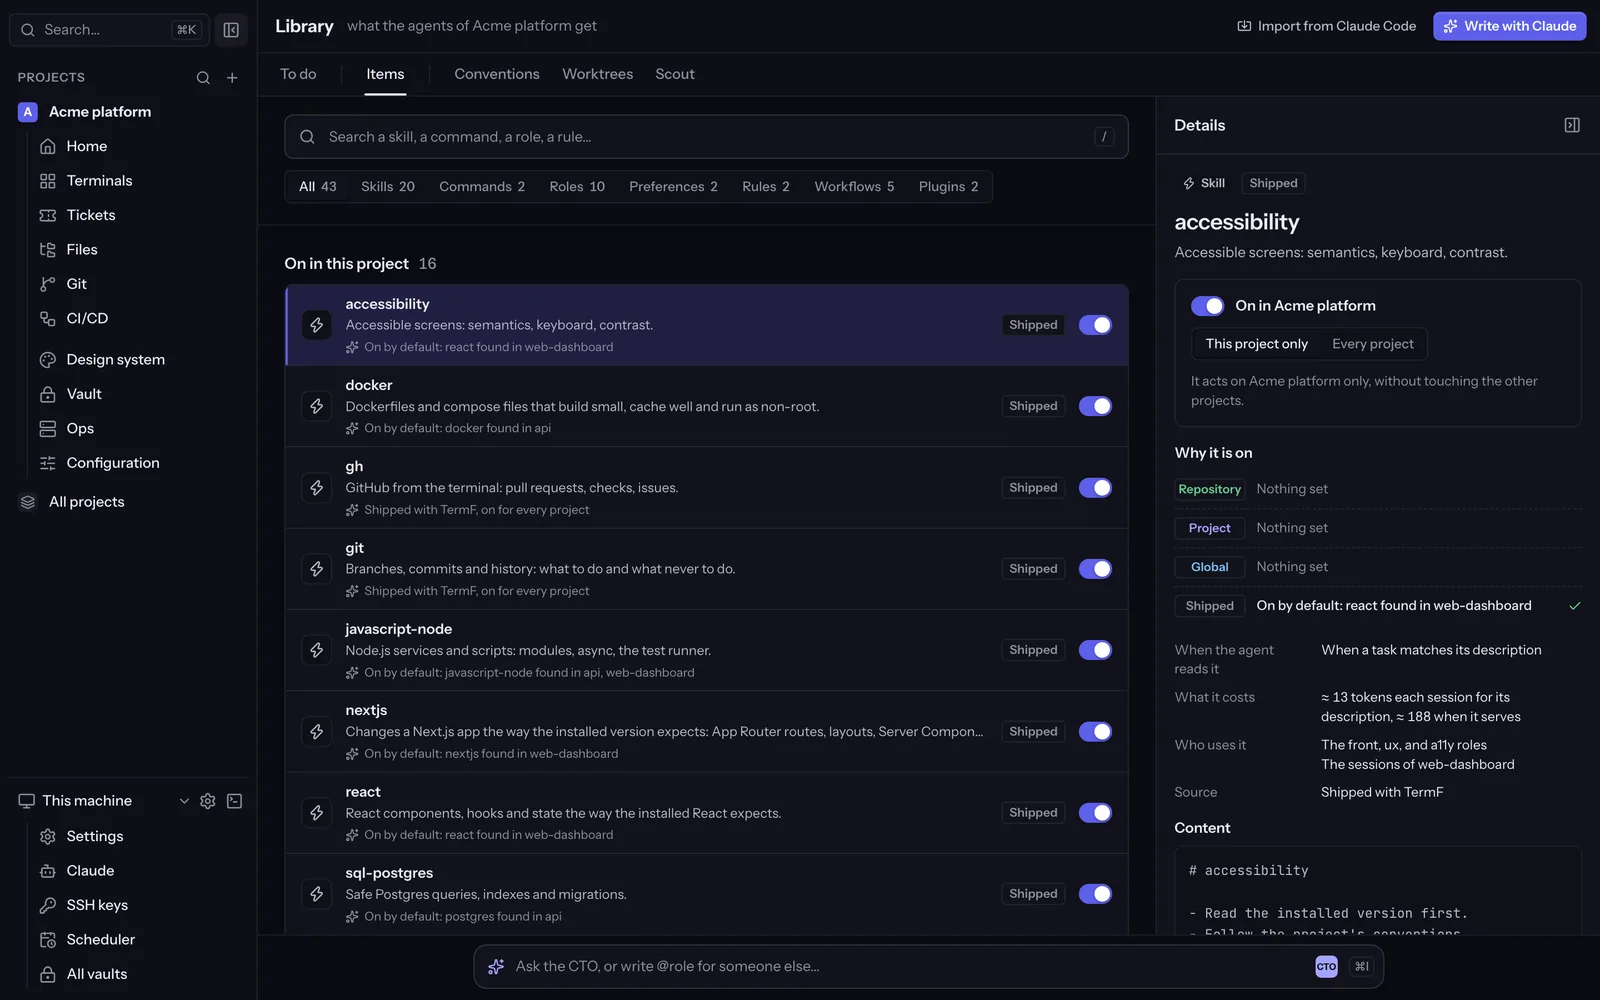 Search...
⌘K
PROJECTS
A
Acme platform
Home
Terminals
Tickets
Files
Git
CI/CD
Design system
Vault
Ops
Configuration
All projects
This machine
Settings
Claude
SSH keys
Scheduler
All vaults
Library
what the agents of Acme platform get
Import from Claude Code
Write with Claude
To do
Items
Conventions
Worktrees
Scout
Search a skill, a command, a role, a rule...
/
All 43
Skills 20
Commands 2
Roles 10
Preferences 2
Rules 2
Workflows 5
Plugins 2
On in this project 16
accessibility
Accessible screens: semantics, keyboard, contrast.
On by default: react found in web-dashboard
Shipped
docker
Dockerfiles and compose files that build small, cache well and run as non-root.
On by default: docker found in api
Shipped
gh
GitHub from the terminal: pull requests, checks, issues.
Shipped with TermF, on for every project
Shipped
git
Branches, commits and history: what to do and what never to do.
Shipped with TermF, on for every project
Shipped
javascript-node
Node.js services and scripts: modules, async, the test runner.
On by default: javascript-node found in api, web-dashboard
Shipped
nextjs
Changes a Next.js app the way the installed version expects: App Router routes, layouts, Server Compon...
On by default: nextjs found in web-dashboard
Shipped
react
React components, hooks and state the way the installed React expects.
On by default: react found in web-dashboard
Shipped
sql-postgres
Safe Postgres queries, indexes and migrations.
On by default: postgres found in api
Shipped
Ask the CTO, or write @role for someone else...
CTO
⌘I
Details
Skill
Shipped
accessibility
Accessible screens: semantics, keyboard, contrast.
On in Acme platform
This project only
Every project
It acts on Acme platform only, without touching the other
projects.
Why it is on
Repository
Nothing set
Project
Nothing set
Global
Nothing set
Shipped
On by default: react found in web-dashboard
When the agent
reads it
When a task matches its description
What it costs
≈ 13 tokens each session for its
description, ≈ 188 when it serves
Who uses it
The front, ux, and a11y roles
The sessions of web-dashboard
Source
Shipped with TermF
Content
# accessibility
- Read the installed version first.
- Follow the project's conventions